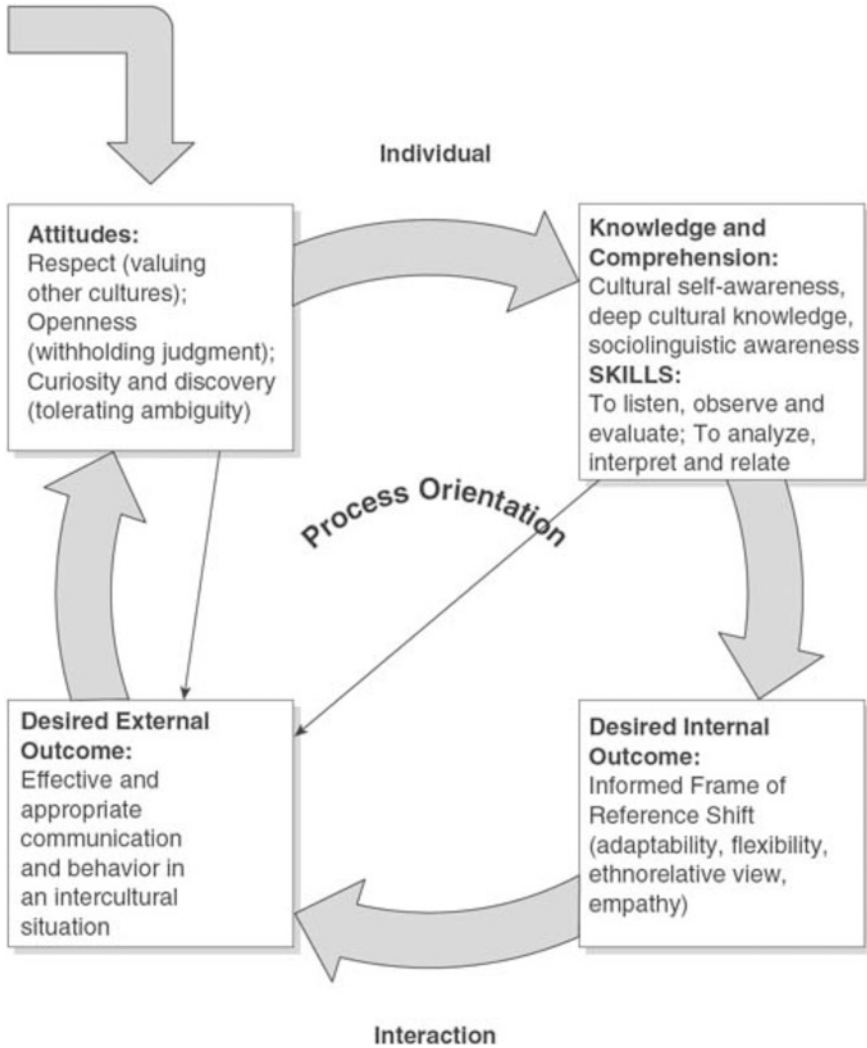 Individual
Attitudes:
Respect (valuing
other cultures);
Openness
(withholding judgment);
Curiosity and discovery
(tolerating ambiguity)
Knowledge and
Comprehension:
Cultural self-awareness,
deep cultural knowledge,
sociolinguistic awareness
SKILLS:
To listen, observe and
evaluate; To analyze,
interpret and relate
Process Orientation
Desired External
Outcome:
Effective and
appropriate
communication
and behavior in
an intercultural
situation
Desired Internal
Outcome:
Informed Frame of
Reference Shift
(adaptability, flexibility,
ethnorelative view,
empathy)
Interaction